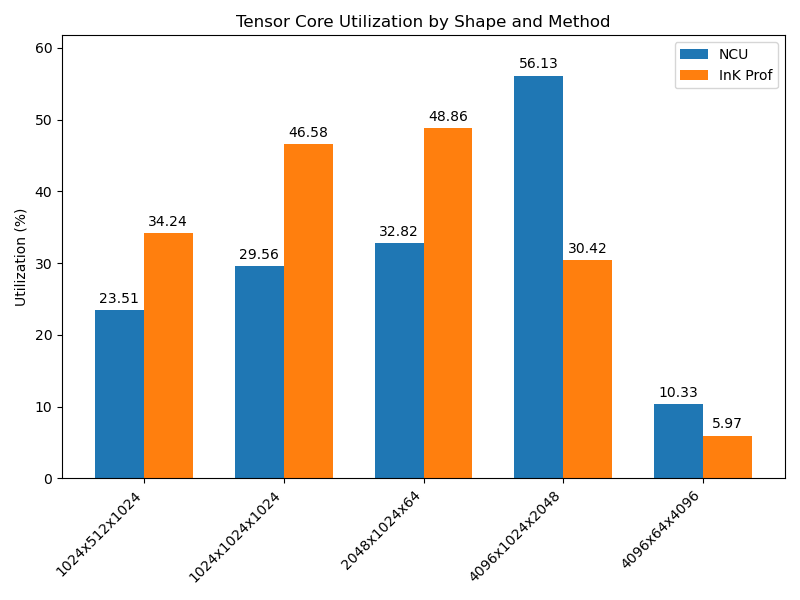 Tensor Core Utilization by Shape and Method
NCU
InK Prof
Utilization (%)
60
50
40
30
20
10
0
23.51
34.24
29.56
46.58
32.82
48.86
56.13
30.42
10.33
5.97
1024x512x1024
1024x1024x1024
2048x1024x64
4096x1024x2048
4096x64x4096